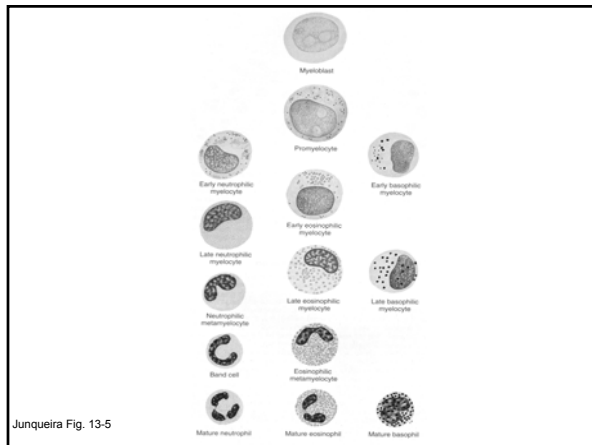 Myeloblast
Promyelocyte
Early neutrophilic
myelocyte
Early basophilic
myelocyte
Early eosinophilic
myelocyte
Late neutrophilic
myelocyte
Late eosinophilic
myelocyte
Late basophilic
myelocyte
Neutrophilic
metamyelocyte
Band cell
Eosinophilic
metamyelocyte
Mature neutrophil
Mature eosinophil
Mature basophil
Junqueira Fig. 13-5